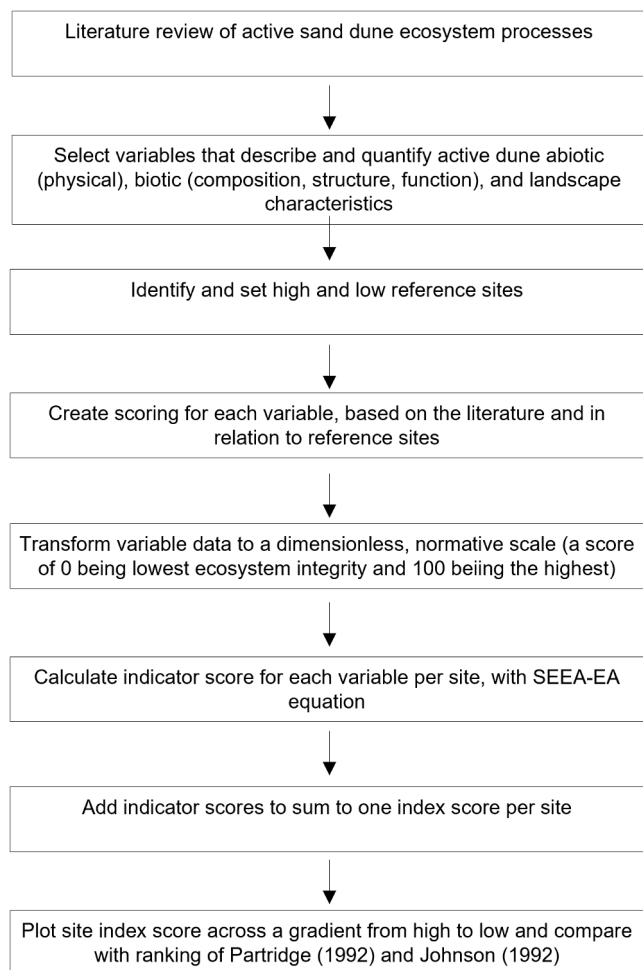 Literature review of active sand dune ecosystem processes
Select variables that describe and quantify active dune abiotic
(physical), biotic (composition, structure, function), and landscape
characteristics
Identify and set high and low reference sites
Create scoring for each variable, based on the literature and in
relation to reference sites
Transform variable data to a dimensionless, normative scale (a score
of 0 being lowest ecosystem integrity and 100 beiing the highest)
Calculate indicator score for each variable per site, with SEEA-EA
equation
Add indicator scores to sum to one index score per site
Plot site index score across a gradient from high to low and compare
with ranking of Partridge (1992) and Johnson (1992)